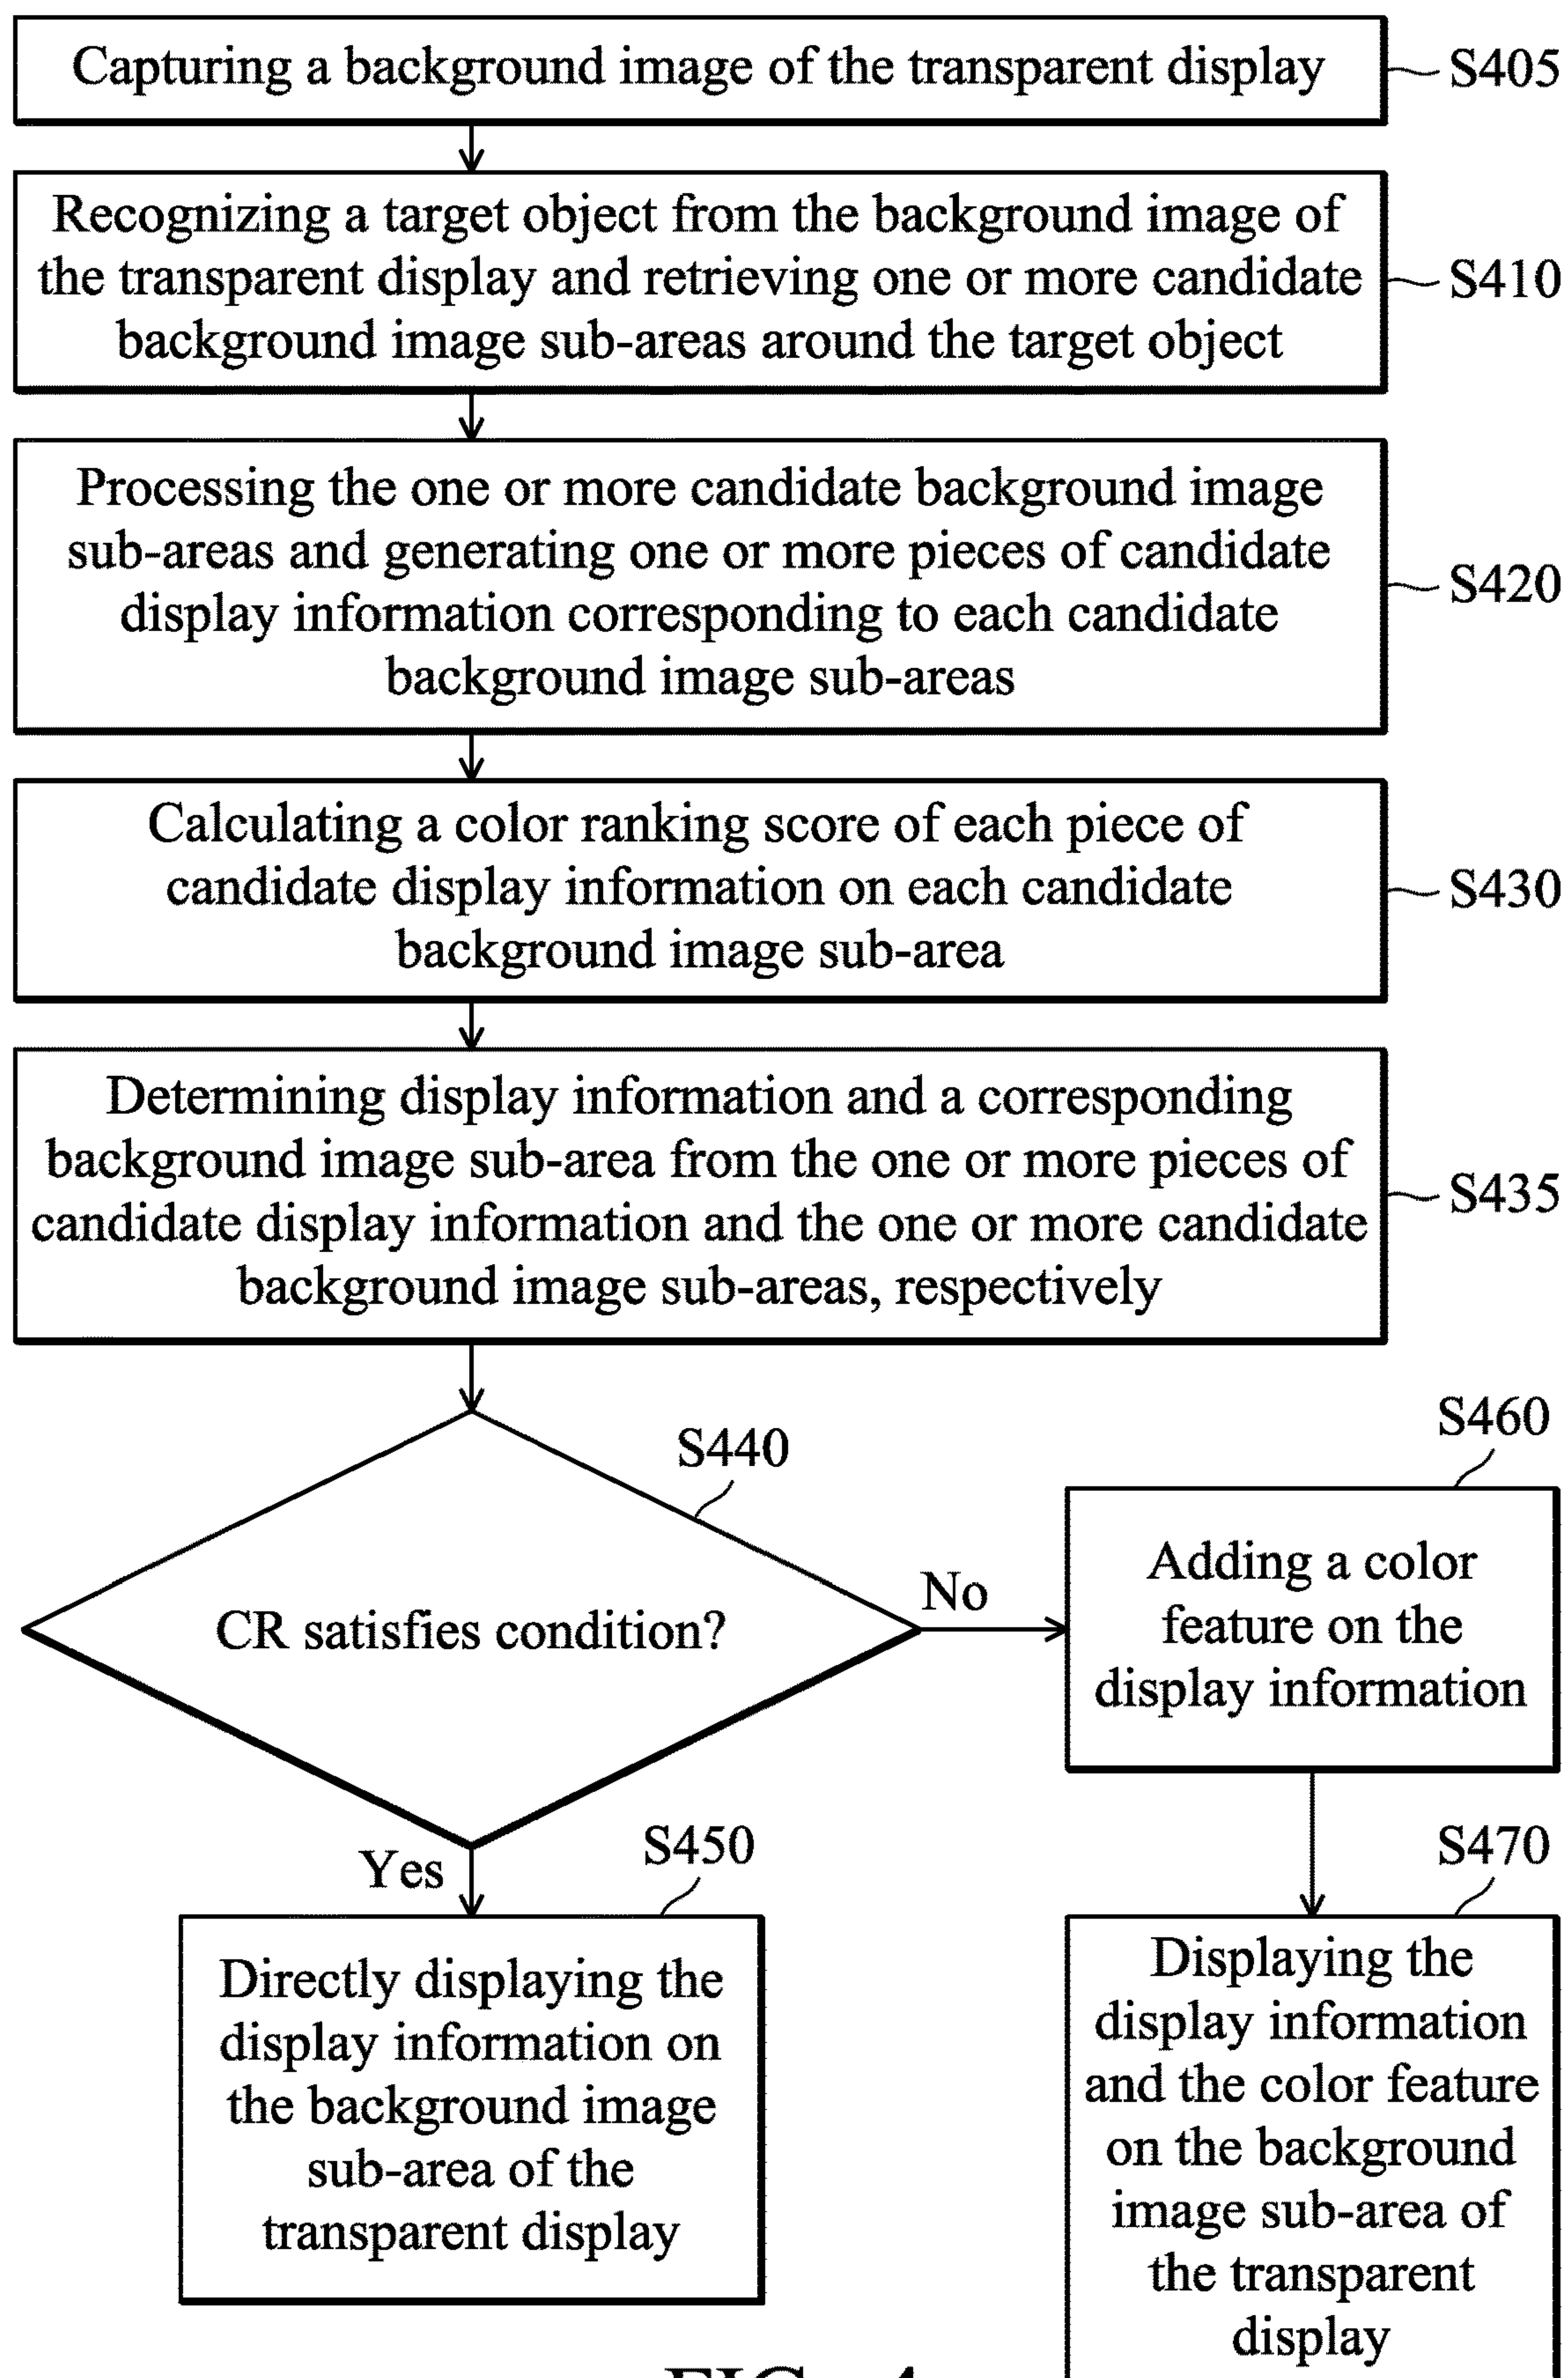 Capturing a background image of the transparent display
S405
Recognizing a target object from the background image of
the transparent display and retrieving one or more candidate
background image sub-areas around the target object
S410
Processing the one or more candidate background image
sub-areas and generating one or more pieces of candidate
display information corresponding to each candidate
background image sub-areas
S420
Calculating a color ranking score of each piece of
candidate display information on each candidate
background image sub-area
S430
Determining display information and a corresponding
background image sub-area from the one or more pieces of
candidate display information and the one or more candidate
background image sub-areas, respectively
S435
S440
CR satisfies condition?
No
Yes
S460
Adding a color
feature on the
display information
S450
Directly displaying the
display information on
the background image
sub-area of the
transparent display
S470
Displaying the
display information
and the color feature
on the background
image sub-area of
the transparent
display